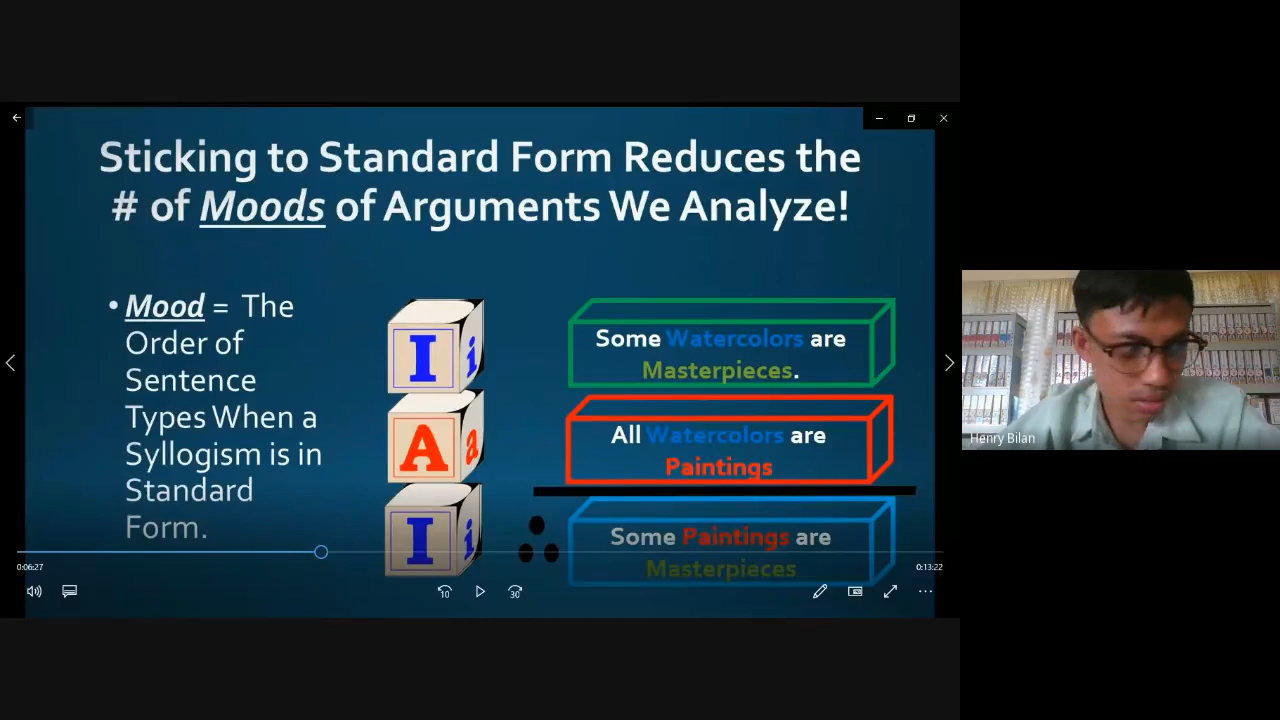 Sticking to Standard Form Reduces the
# of Moods of Arguments We Analyze!
• Mood = The
Order of
Sentence
Types When a
Syllogism is in
Standard
Form.
I i
A a
I i
Some Watercolors are
Masterpieces.
All Watercolors are
Paintings
Some Paintings are
Masterpieces
0:06:27
0:13:22
10
30
Henry Bilan